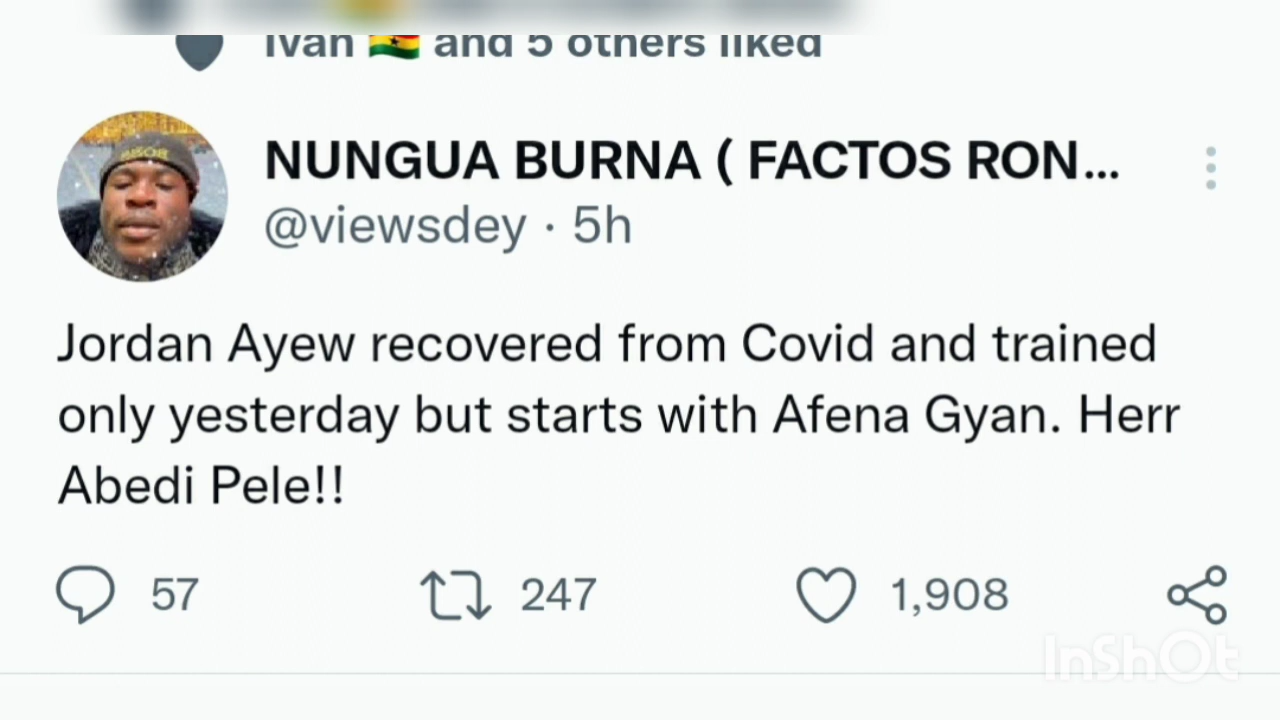 Ivan 🇬🇭 and 5 others liked
NUNGUA BURNA ( FACTOS RON...
@viewsdey · 5h
Jordan Ayew recovered from Covid and trained
only yesterday but starts with Afena Gyan. Herr
Abedi Pele!!
57 247 1,908
InShOt